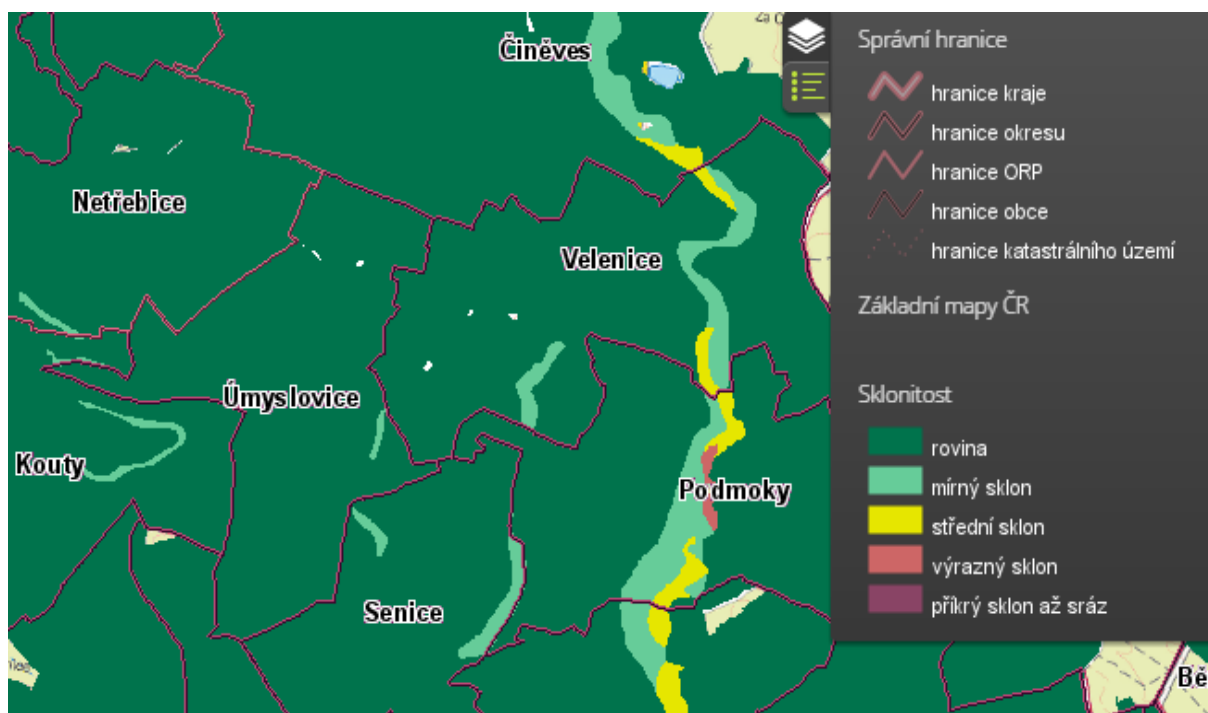 Činěves
Netřebice
Velenice
Úmyslovice
Kouty
Podmoky
Senice
Bě
Správní hranice
hranice kraje
hranice okresu
hranice ORP
hranice obce
hranice katastrálního území
Základní mapy ČR
Sklonitost
rovina
mírný sklon
střední sklon
výrazný sklon
příkrý sklon až sráz